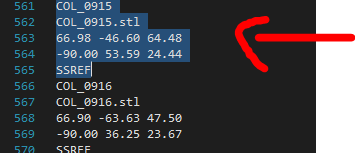 561 COL_0915
562 COL_0915.stl
563 66.98 -46.60 64.48
564 -90.00 53.59 24.44
565 SSREF
566 COL_0916
567 COL_0916.stl
568 66.90 -63.63 47.50
569 -90.00 36.25 23.67
570 SSREF